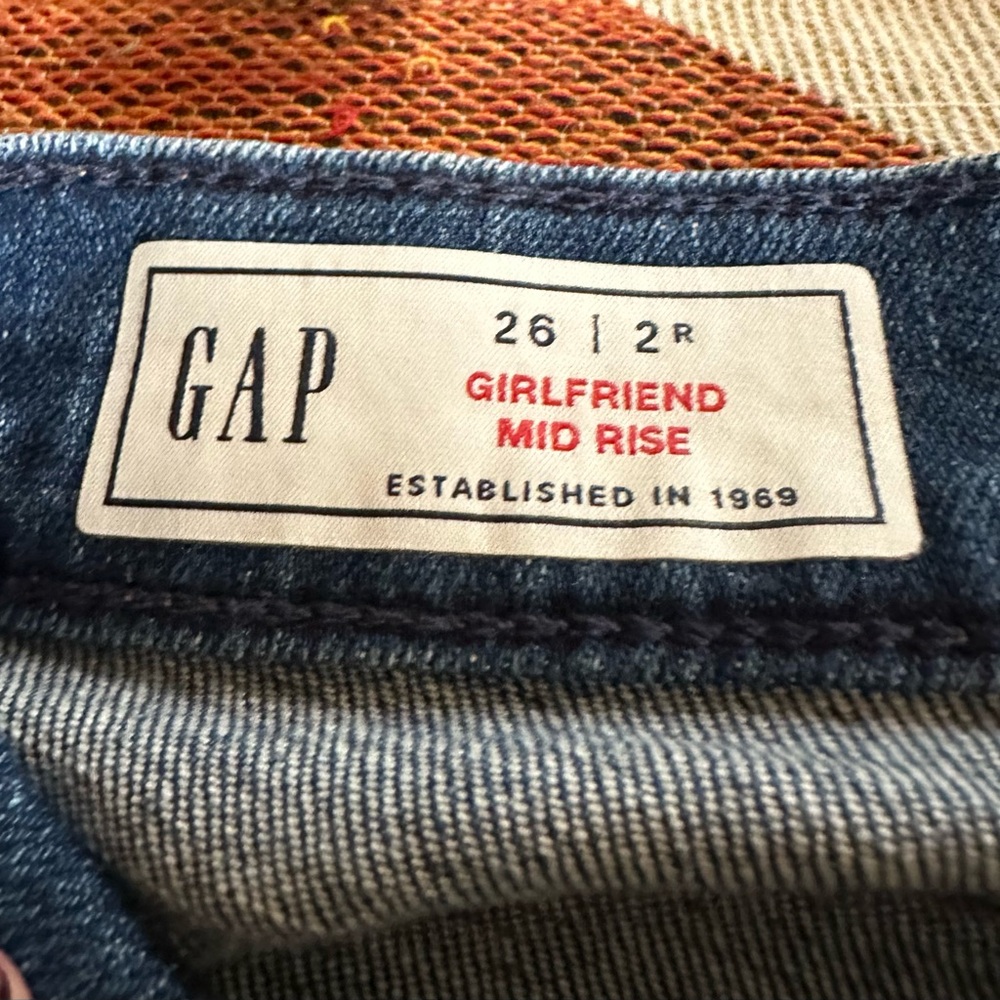 GAP
26 | 2R
GIRLFRIEND
MID RISE
ESTABLISHED IN 1969